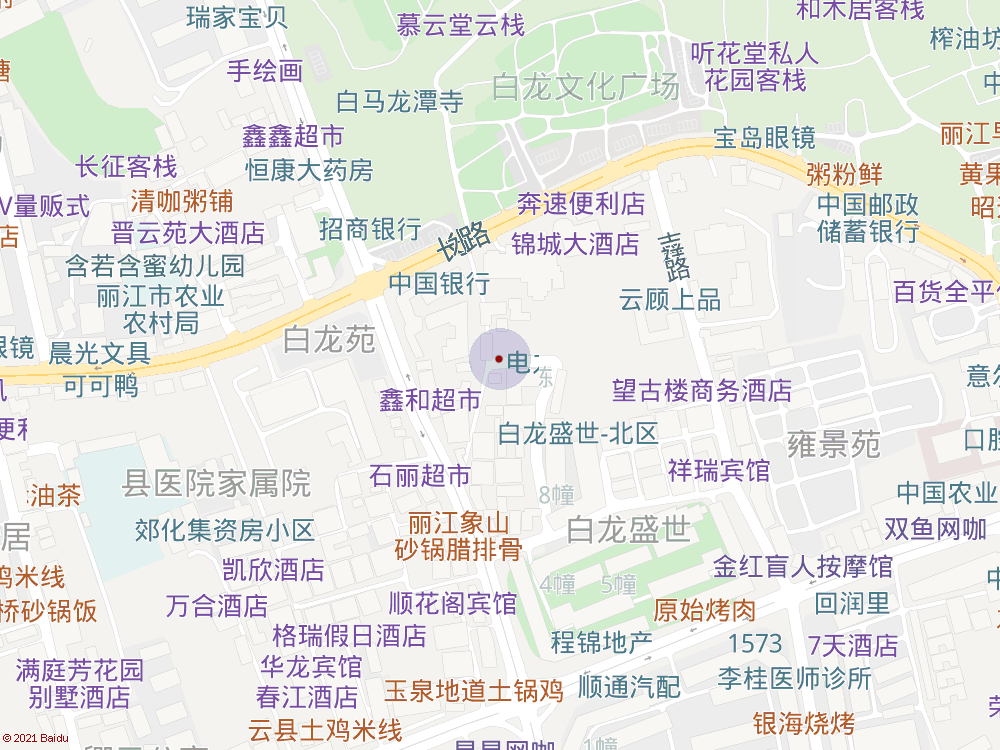 瑞家宝贝
慕云堂云栈
和木居客栈
榨油坊
听花堂私人
花园客栈
手绘画
白龙文化广场
白马龙潭寺
鑫鑫超市
宝岛眼镜
长征客栈
恒康大药房
粥粉鲜
V量贩式
清咖粥铺
奔速便利店
中国邮政
储蓄银行
招商银行
晋云苑大酒店
锦城大酒店
含若含蜜幼儿园
中国银行
云顾上品
丽江市农业
农村局
白龙苑
晨光文具
可可鸭
望古楼商务酒店
鑫和超市
白龙盛世-北区
雍景苑
石丽超市
祥瑞宾馆
县医院家属院
油茶
8幢
中国农业
郊化集资房小区
丽江象山
砂锅腊排骨
白龙盛世
双鱼网咖
凯欣酒店
金红盲人按摩馆
鸡米线
4幢
5幢
万合酒店
顺花阁宾馆
原始烤肉
回润里
桥砂锅饭
格瑞假日酒店
程锦地产
1573
7天酒店
满庭芳花园
别墅酒店
华龙宾馆
春江酒店
玉泉地道土锅鸡
顺通汽配
李桂医师诊所
云县土鸡米线
银海烧烤
© 2021 Baidu
1幢